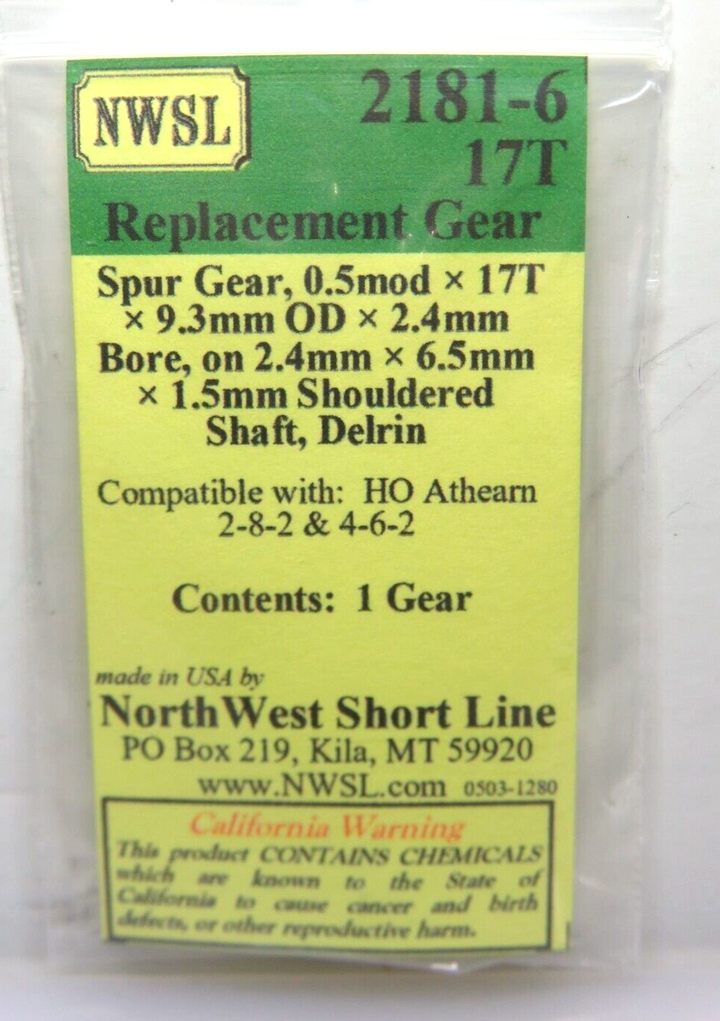 NWSL
2181-6
17T
Replacement Gear
Spur Gear, 0.5mod × 17T
× 9.3mm OD × 2.4mm
Bore, on 2.4mm × 6.5mm
× 1.5mm Shouldered
Shaft, Delrin
Compatible with: HO Athearn
2-8-2 & 4-6-2
Contents: 1 Gear
made in USA by
NorthWest Short Line
PO Box 219, Kila, MT 59920
www.NWSL.com 0503-1280
California Warning
This product CONTAINS CHEMICALS
which are known to the State of
California to cause cancer and birth
defects, or other reproductive harm.